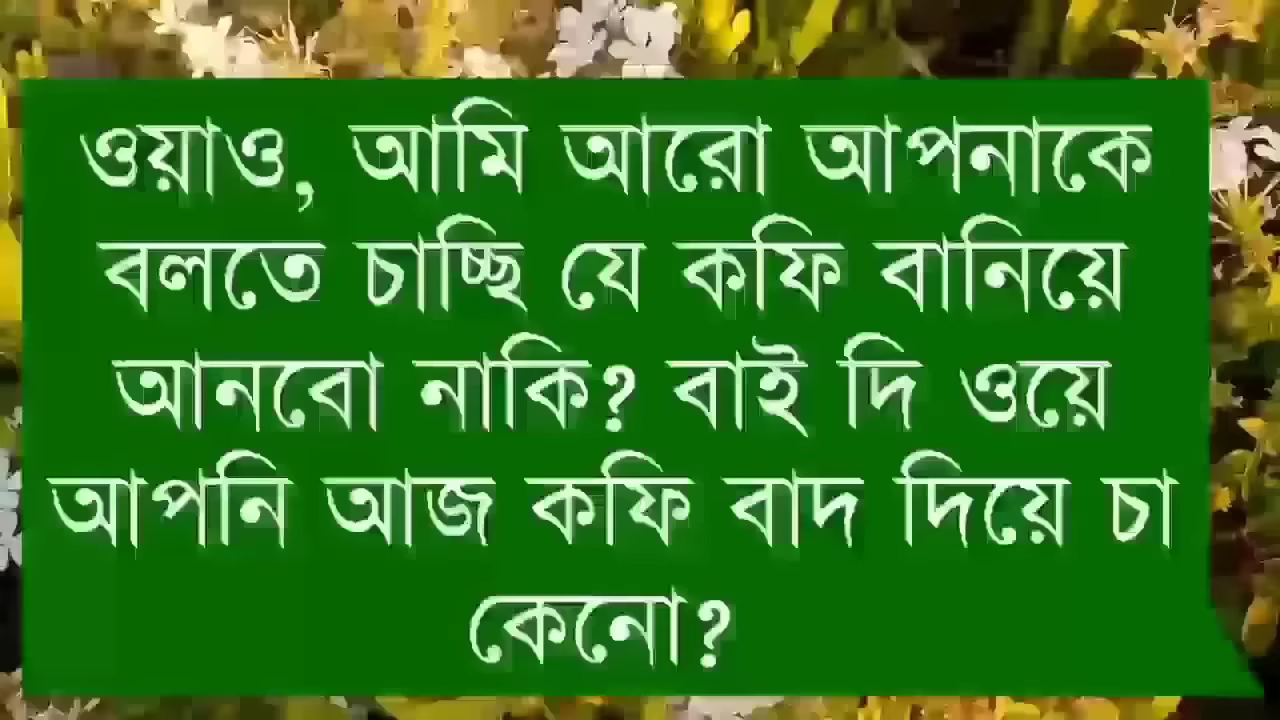 ওয়াও, আমি আরো আপনাকে
বলতে চাচ্ছি যে কফি বানিয়ে
আনবো নাকি? বাই দি ওয়ে
আপনি আজ কফি বাদ দিয়ে চা
কেনো?